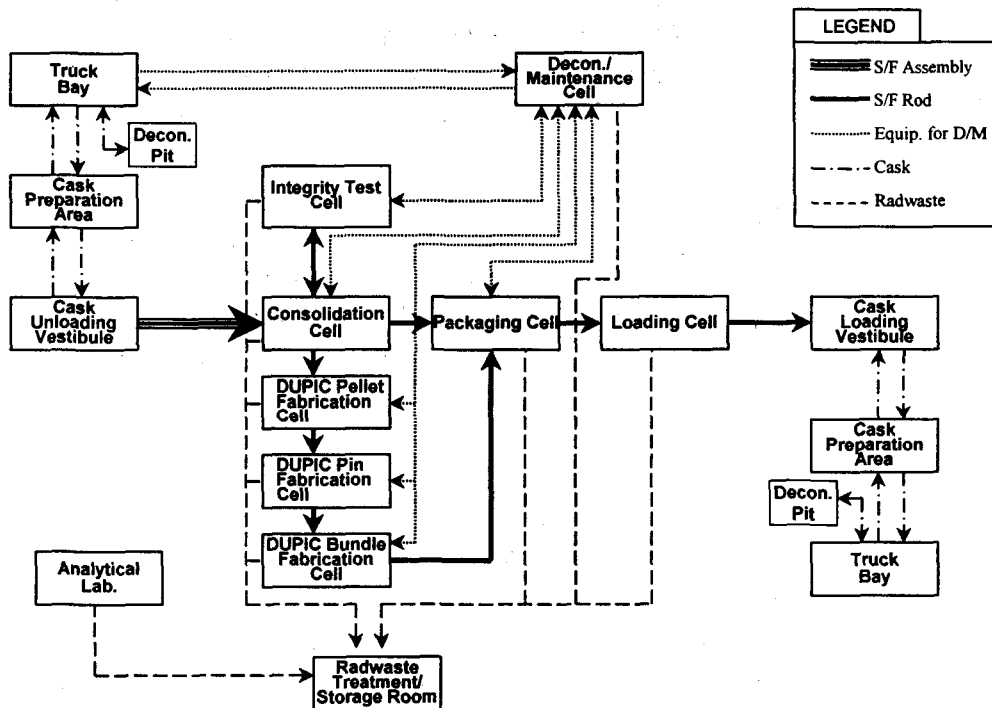 LEGEND
S/F Assembly
S/F Rod
Equip. for D/M
Cask
Radwaste
Truck
Bay
Decon./
Maintenance
Cell
Decon.
Pit
Cask
Preparation
Area
Integrity Test
Cell
Cask
Unloading
Vestibule
Consolidation
Cell
Packaging Cell
Loading Cell
Cask
Loading
Vestibule
DUPIC Pellet
Fabrication
Cell
Cask
Preparation
Area
DUPIC Pin
Fabrication
Cell
Decon.
Pit
DUPIC Bundle
Fabrication
Cell
Truck
Bay
Analytical
Lab.
Radwaste
Treatment/
Storage Room